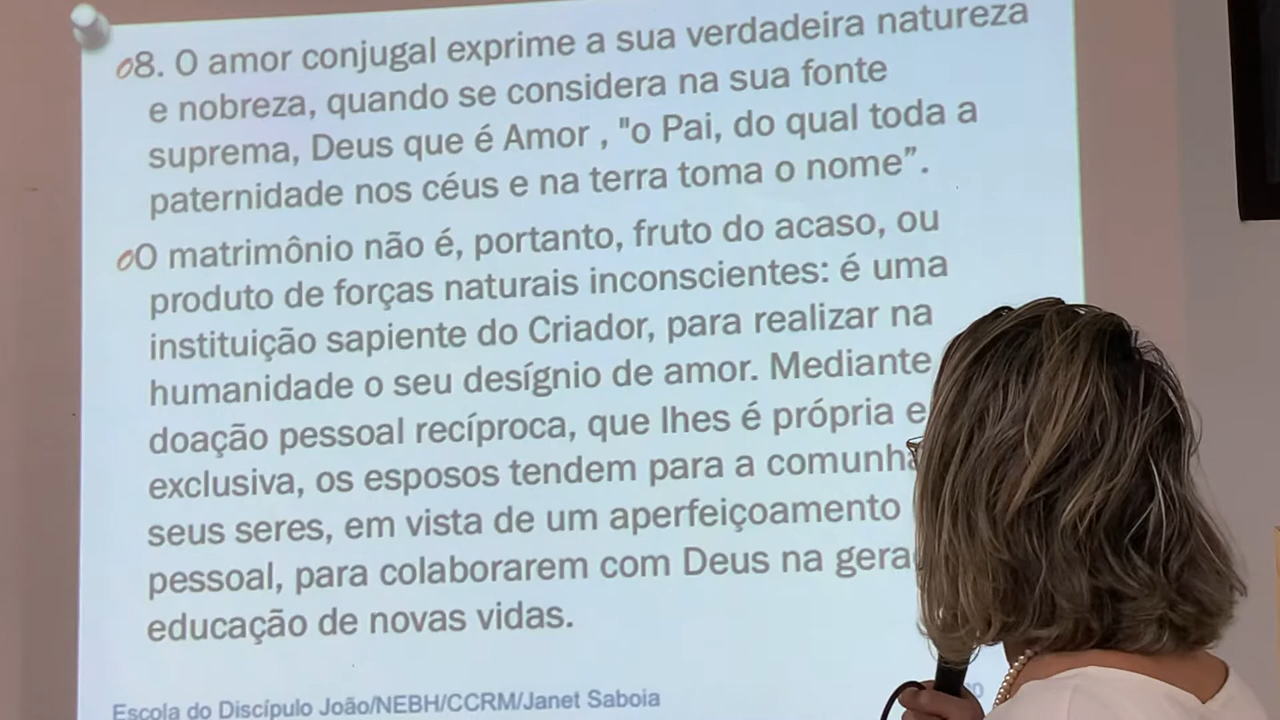 8. O amor conjugal exprime a sua verdadeira natureza
e nobreza, quando se considera na sua fonte
suprema, Deus que é Amor , "o Pai, do qual toda a
paternidade nos céus e na terra toma o nome”.
O matrimônio não é, portanto, fruto do acaso, ou
produto de forças naturais inconscientes: é uma
instituição sapiente do Criador, para realizar na
humanidade o seu desígnio de amor. Mediante
doação pessoal recíproca, que lhes é própria e
exclusiva, os esposos tendem para a
seus seres, em vista de um aperfeiçoamento
pessoal, para colaborarem com Deus na
educação de novas vidas.
Escola do Discípulo João/NEBH/CCRM/Janet Saboia